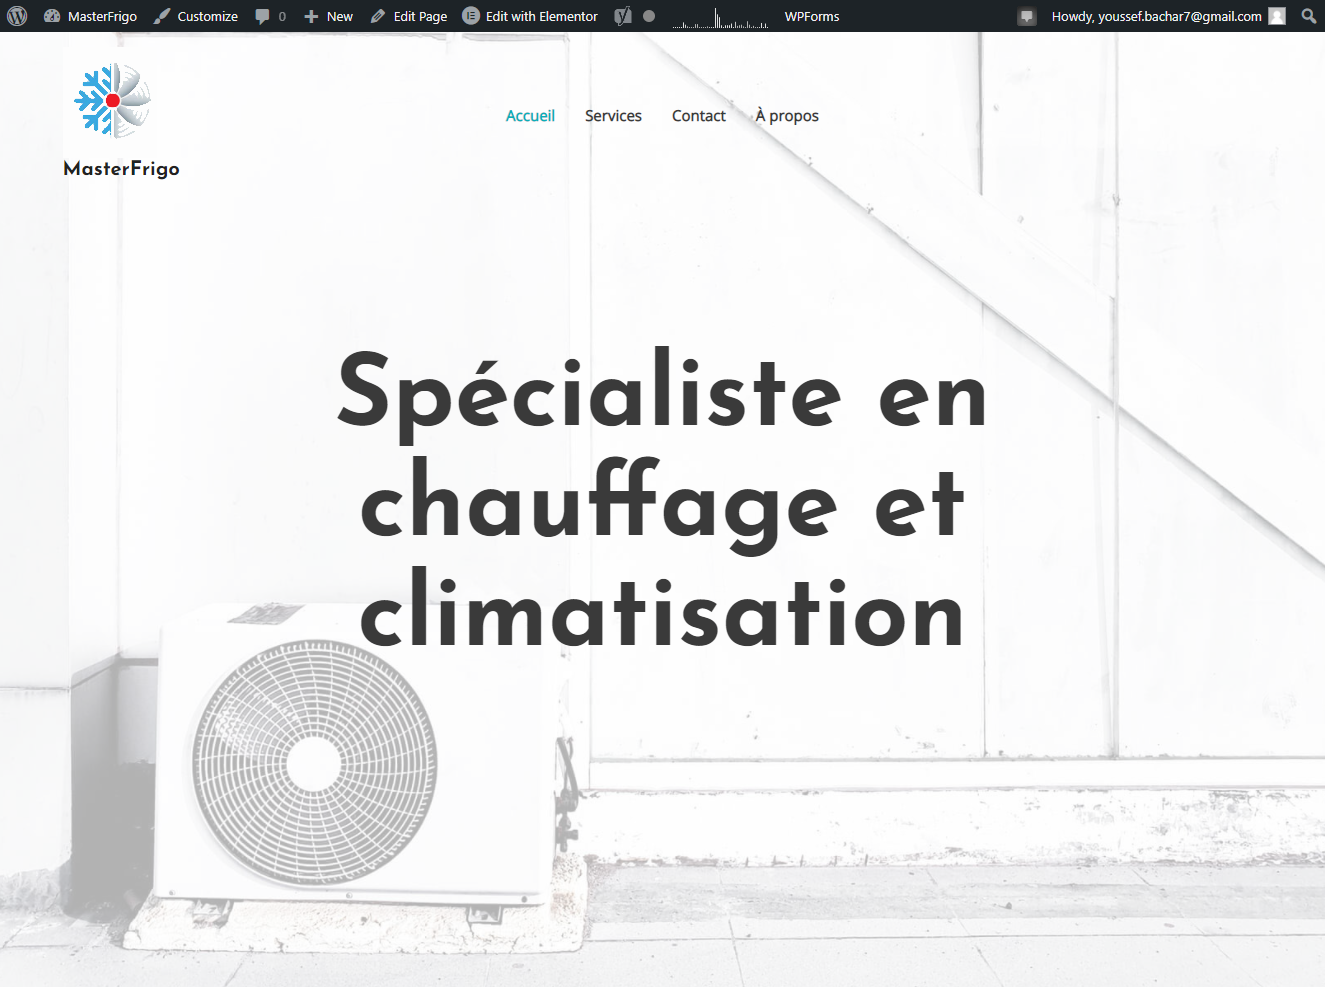 MasterFrigo Customize 0 New Edit Page Edit with Elementor WPForms Howdy, youssef.bachar7@gmail.com
Accueil Services Contact À propos
MasterFrigo
Spécialiste en
chauffage et
climatisation